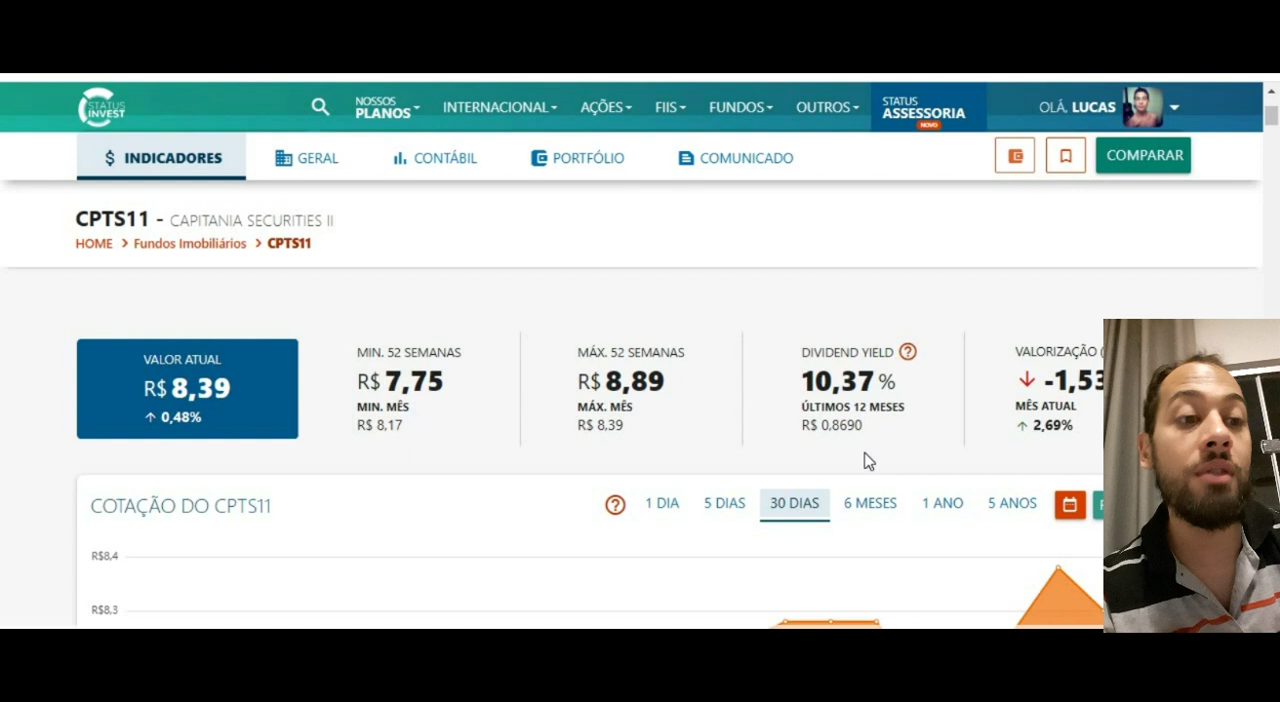 STATUS
INVEST
NOSSOS
PLANOS
INTERNACIONAL
AÇÕES
FIIS
FUNDOS
OUTROS
STATUS
ASSESSORIA
NOVO
OLÁ, LUCAS
$ INDICADORES
GERAL
CONTÁBIL
PORTFÓLIO
COMUNICADO
COMPARAR
CPTS11 - CAPITANIA SECURITIES II
HOME > Fundos Imobiliários > CPTS11
VALOR ATUAL
R$ 8,39
↑ 0,48%
MIN. 52 SEMANAS
R$ 7,75
MIN. MÊS
R$ 8,17
MÁX. 52 SEMANAS
R$ 8,89
MÁX. MÊS
R$ 8,39
DIVIDEND YIELD ?
10,37 %
ÚLTIMOS 12 MESES
R$ 0,8690
VALORIZAÇÃO (
↓ -1,53
MÊS ATUAL
↑ 2,69%
COTAÇÃO DO CPTS11
?
1 DIA
5 DIAS
30 DIAS
6 MESES
1 ANO
5 ANOS
R$8,4
R$8,3